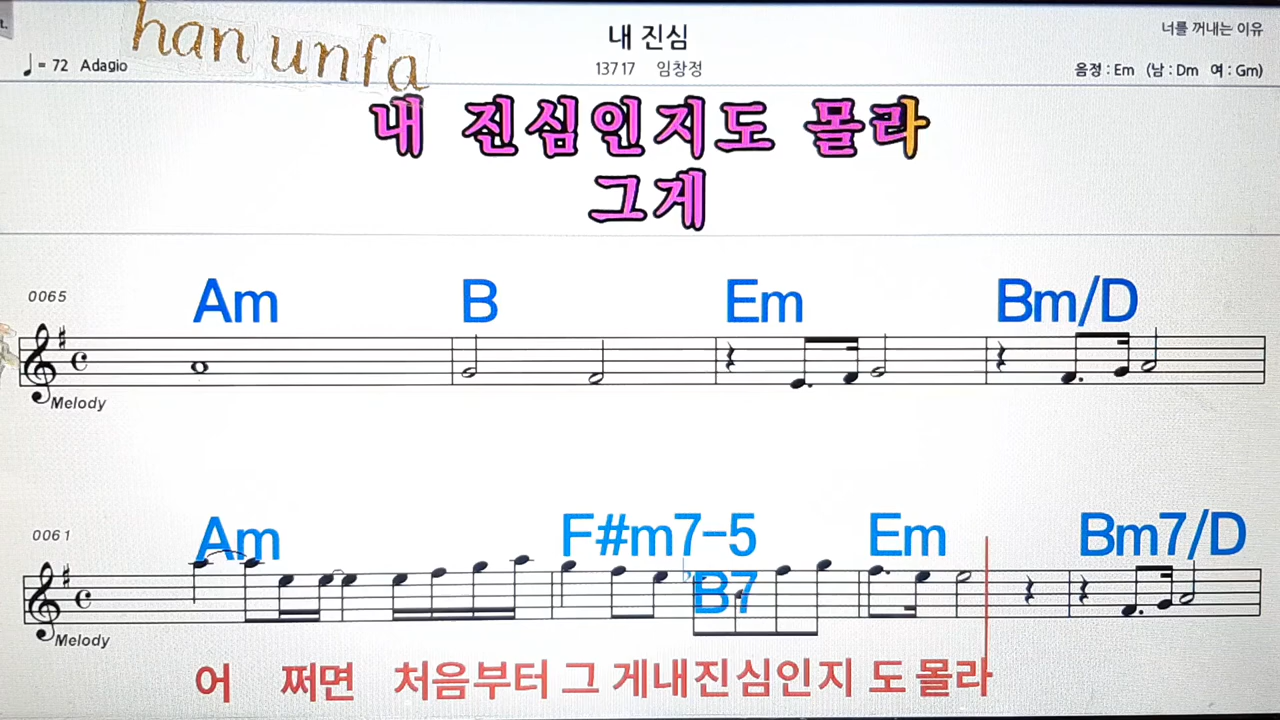 han unfa
내 진심
너를 꺼내는 이유
♩= 72 Adagio
13717 임창정
음정 : Em (남 : Dm 여 : Gm)
내 진심인지도 몰라
그게
0065
Am B Em Bm/D
Melody
0061
Am F#m7-5 Em Bm7/D
B7
Melody
어 쩌면 처음부터 그 게내진심인지 도 몰라